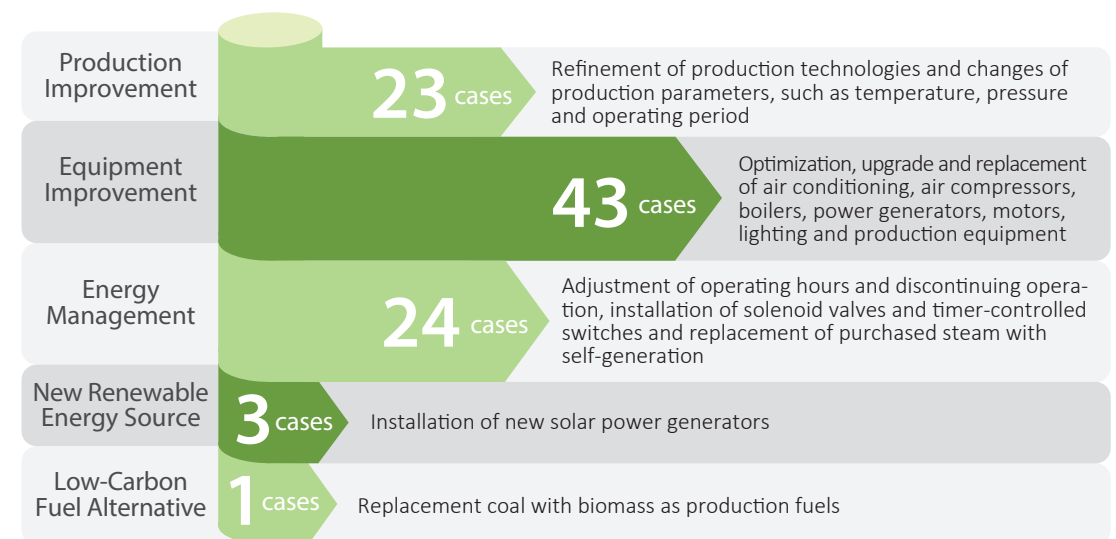 Production
Improvement
23 cases
Refinement of production technologies and changes of
production parameters, such as temperature, pressure
and operating period
Equipment
Improvement
43 cases
Optimization, upgrade and replacement
of air conditioning, air compressors,
boilers, power generators, motors,
lighting and production equipment
Energy
Management
24 cases
Adjustment of operating hours and discontinuing opera-
tion, installation of solenoid valves and timer-controlled
switches and replacement of purchased steam with
self-generation
New Renewable
Energy Source
3 cases
Installation of new solar power generators
Low-Carbon
Fuel Alternative
1 cases
Replacement coal with biomass as production fuels